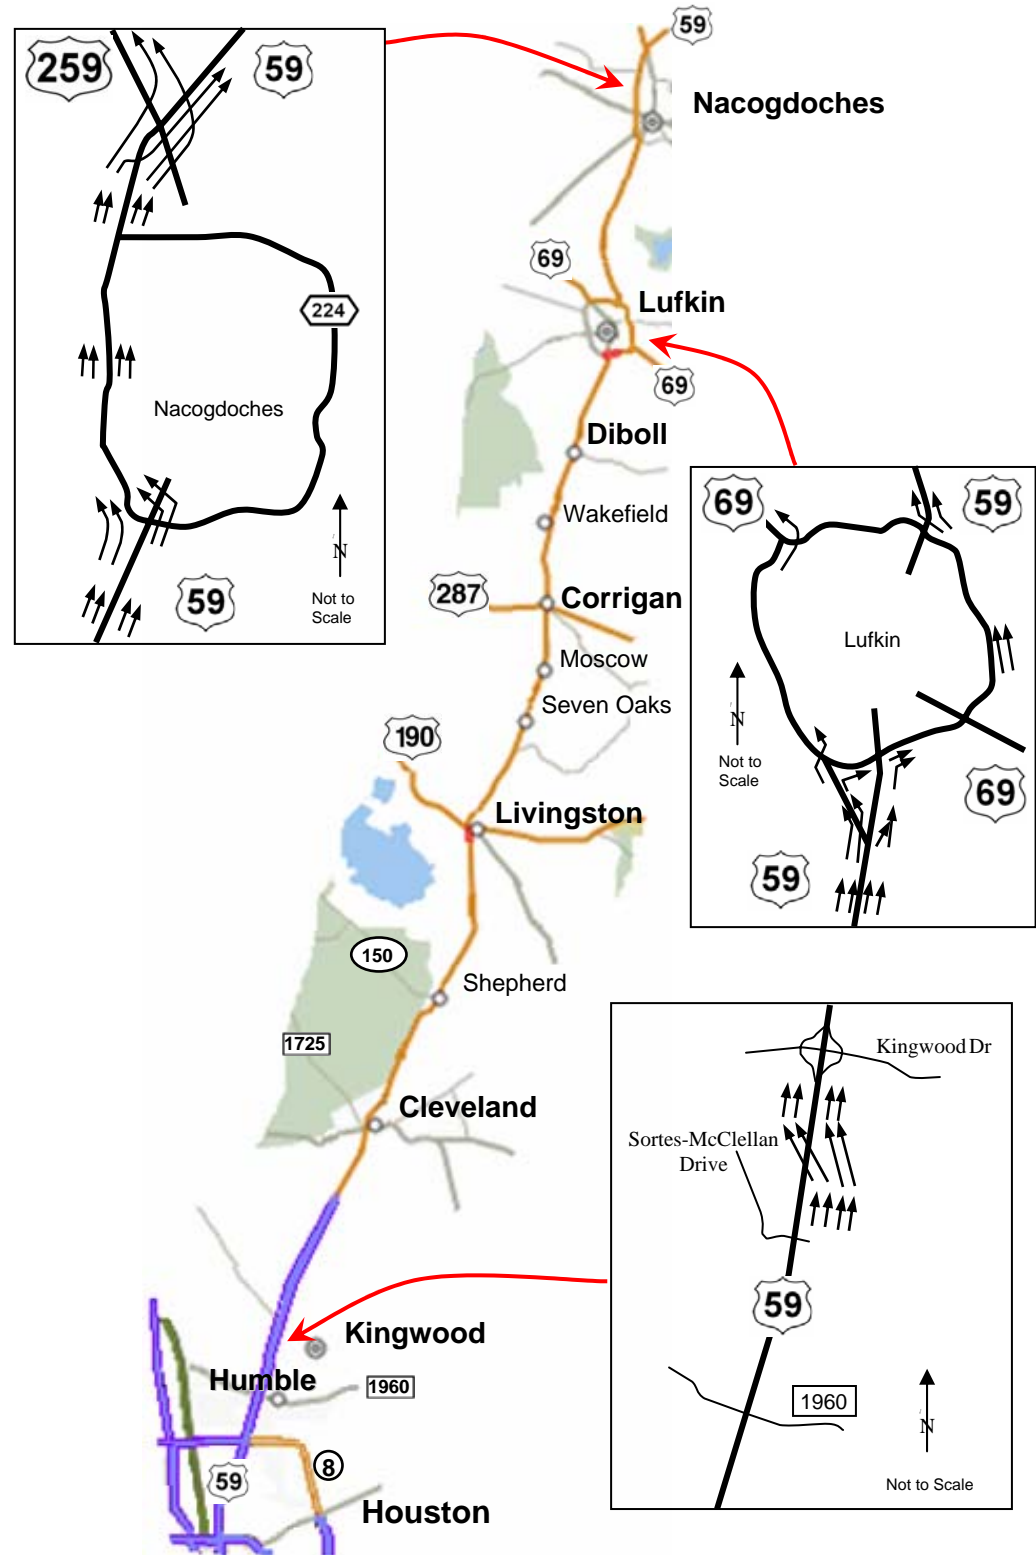 259
59
224
Nacogdoches
59
N
Not to
Scale
59
Nacogdoches
69
Lufkin
69
Diboll
Wakefield
287
Corrigan
Moscow
Seven Oaks
190
Livingston
150
Shepherd
1725
Cleveland
Kingwood
Humble
1960
8
59
Houston
69
59
Lufkin
N
Not to
Scale
69
59
Kingwood Dr
Sortes-McClellan
Drive
59
1960
N
Not to Scale